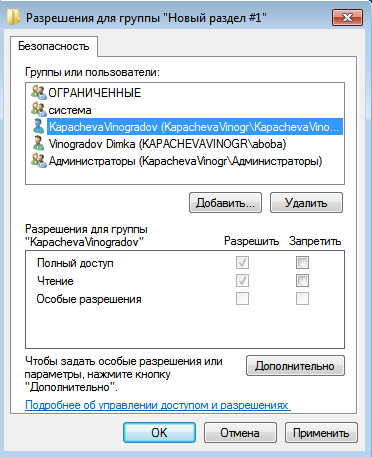 Разрешения для группы "Новый раздел #1"
Безопасность
Группы или пользователи:
ОГРАНИЧЕННЫЕ
система
KapachevaVinogradov (KapachevaVinogr\KapachevaVino...
Vinogradov Dimka (KAPACHEVAVINOGR\aboba)
Администраторы (KapachevaVinogr\Администраторы)
Добавить... Удалить
Разрешения для группы
"KapachevaVinogradov" Разрешить Запретить
Полный доступ
Чтение
Особые разрешения
Чтобы задать особые разрешения или
параметры, нажмите кнопку
"Дополнительно".
Дополнительно
Подробнее об управлении доступом и разрешениях
OK Отмена Применить